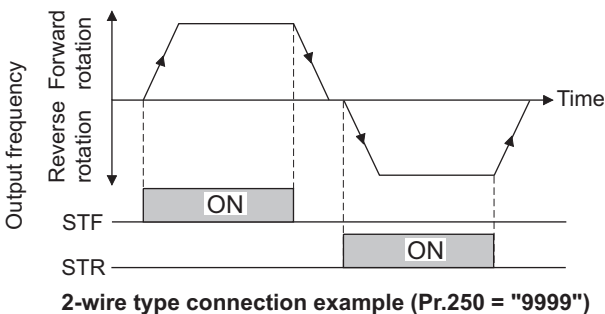 Output frequency
Reverse Forward
rotation rotation
Time
ON
STF
ON
STR
2-wire type connection example (Pr.250 = "9999")